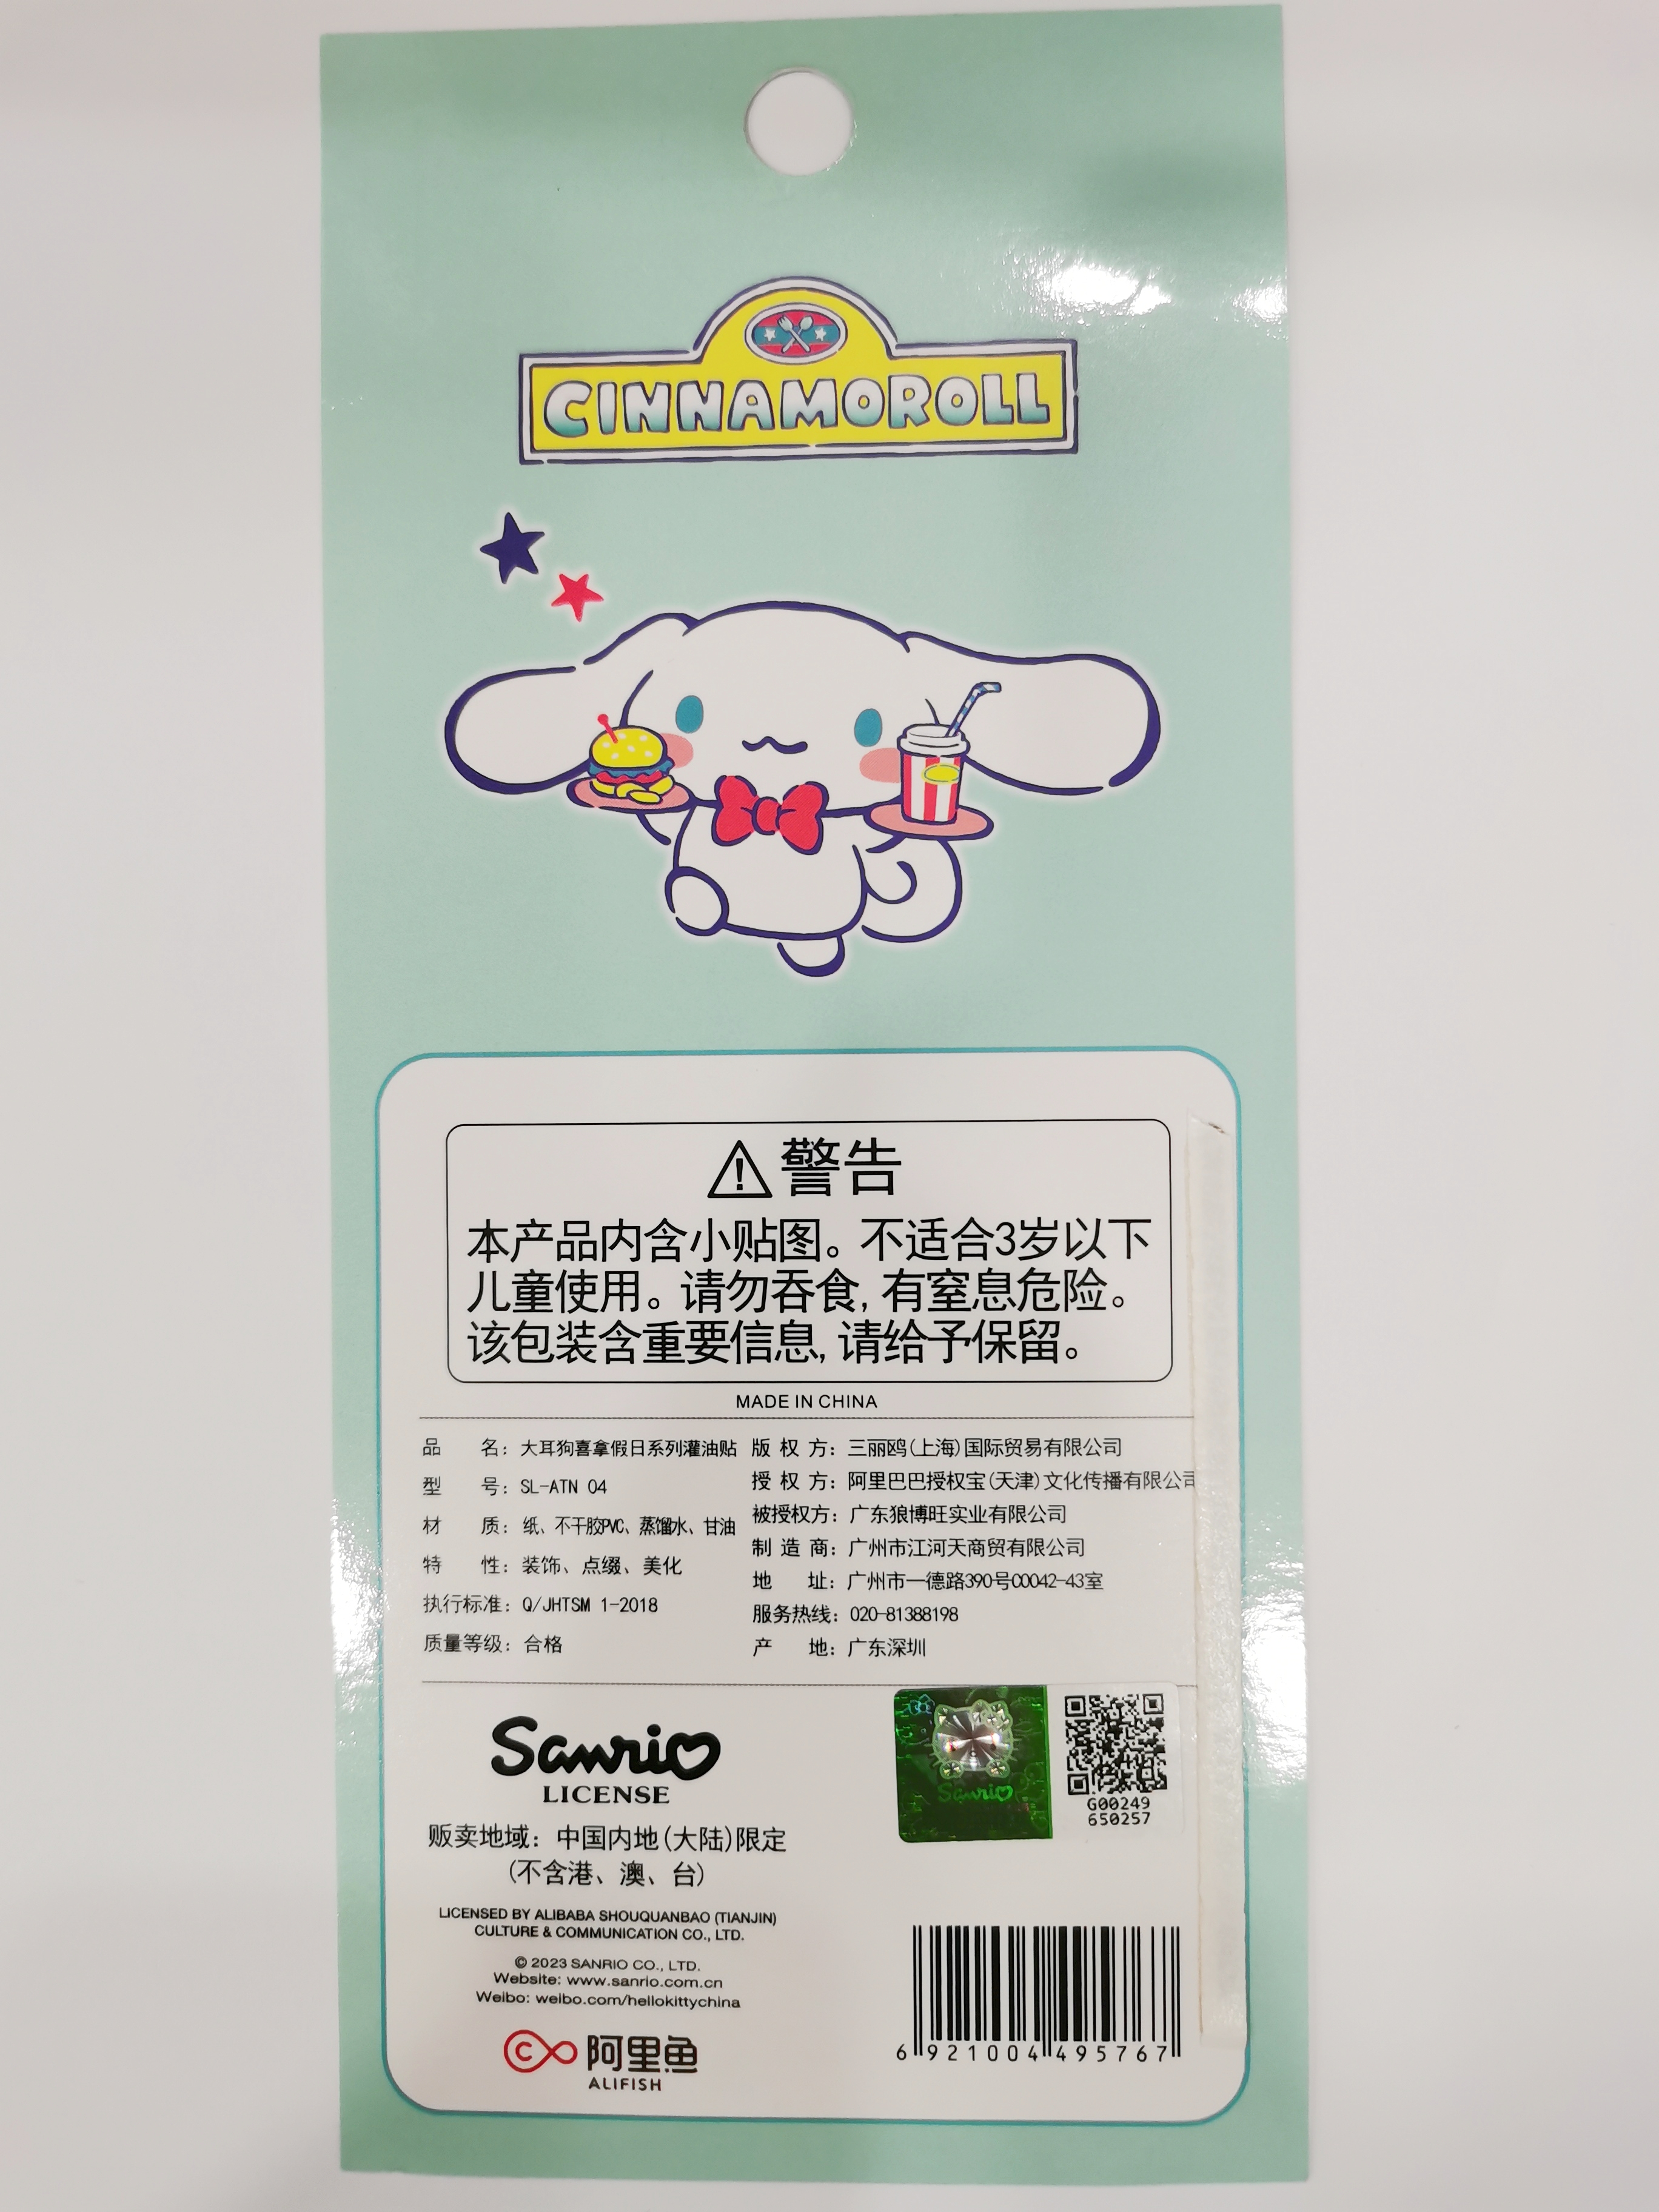 CINNAMOROLL
警告
本产品内含小贴图。不适合3岁以下
儿童使用。请勿吞食,有窒息危险。
该包装含重要信息,请给予保留。
MADE IN CHINA
品 名：大耳狗喜拿假日系列灌油贴
型 号：SL-ATN 04
材 质：纸、不干胶PVC、蒸馏水、甘油
特 性：装饰、点缀、美化
执行标准：Q/JHTSM 1-2018
质量等级：合格
版 权 方：三丽鸥(上海)国际贸易有限公司
授 权 方：阿里巴巴授权宝(天津)文化传播有限公司
被授权方：广东狼博旺实业有限公司
制 造 商：广州市江河天商贸有限公司
地 址：广州市一德路390号C0042-43室
服务热线：020-81388198
产 地：广东深圳
Sanrio
LICENSE
贩卖地域：中国内地(大陆)限定
(不含港、澳、台)
LICENSED BY ALIBABA SHOUQUANBAO (TIANJIN)
CULTURE & COMMUNICATION CO., LTD.
© 2023 SANRIO CO., LTD.
Website: www.sanrio.com.cn
Weibo: weibo.com/hellokittychina
阿里鱼
ALIFISH
Sanrio
G00249
650257
6 921004 495767